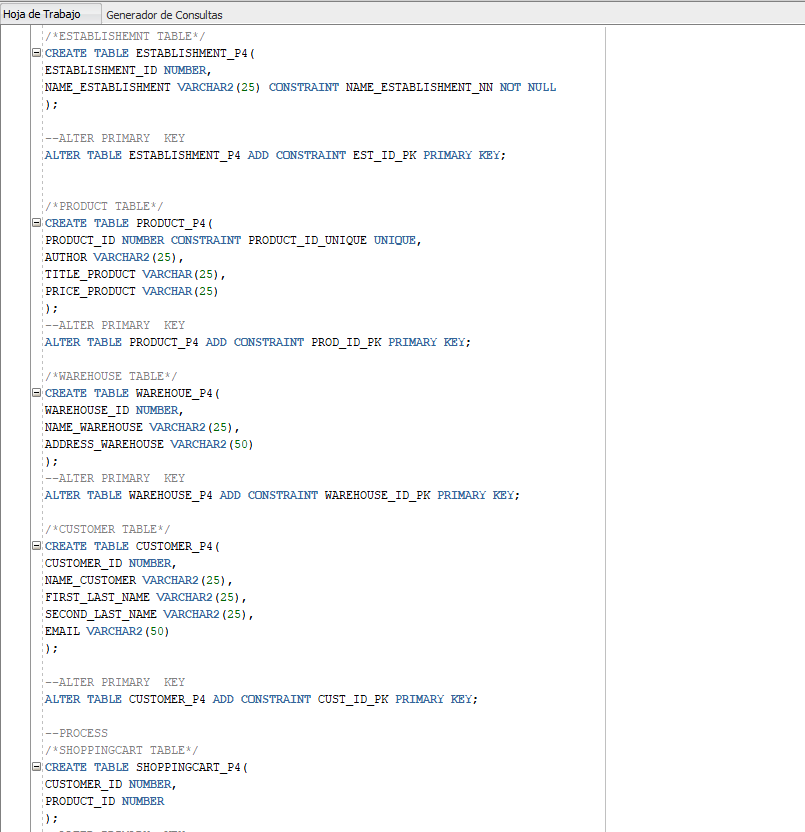 Hoja de Trabajo Generador de Consultas
/*ESTABLISHEMNT TABLE*/
CREATE TABLE ESTABLISHMENT_P4(
ESTABLISHMENT_ID NUMBER,
NAME_ESTABLISHMENT VARCHAR2(25) CONSTRAINT NAME_ESTABLISHMENT_NN NOT NULL
);
--ALTER PRIMARY  KEY
ALTER TABLE ESTABLISHMENT_P4 ADD CONSTRAINT EST_ID_PK PRIMARY KEY;
/*PRODUCT TABLE*/
CREATE TABLE PRODUCT_P4(
PRODUCT_ID NUMBER CONSTRAINT PRODUCT_ID_UNIQUE UNIQUE,
AUTHOR VARCHAR2(25),
TITLE_PRODUCT VARCHAR(25),
PRICE_PRODUCT VARCHAR(25)
);
--ALTER PRIMARY  KEY
ALTER TABLE PRODUCT_P4 ADD CONSTRAINT PROD_ID_PK PRIMARY KEY;
/*WAREHOUSE TABLE*/
CREATE TABLE WAREHOUE_P4(
WAREHOUSE_ID NUMBER,
NAME_WAREHOUSE VARCHAR2(25),
ADDRESS_WAREHOUSE VARCHAR2(50)
);
--ALTER PRIMARY  KEY
ALTER TABLE WAREHOUSE_P4 ADD CONSTRAINT WAREHOUSE_ID_PK PRIMARY KEY;
/*CUSTOMER TABLE*/
CREATE TABLE CUSTOMER_P4(
CUSTOMER_ID NUMBER,
NAME_CUSTOMER VARCHAR2(25),
FIRST_LAST_NAME VARCHAR2(25),
SECOND_LAST_NAME VARCHAR2(25),
EMAIL VARCHAR2(50)
);
--ALTER PRIMARY  KEY
ALTER TABLE CUSTOMER_P4 ADD CONSTRAINT CUST_ID_PK PRIMARY KEY;
--PROCESS
/*SHOPPINGCART TABLE*/
CREATE TABLE SHOPPINGCART_P4(
CUSTOMER_ID NUMBER,
PRODUCT_ID NUMBER
);